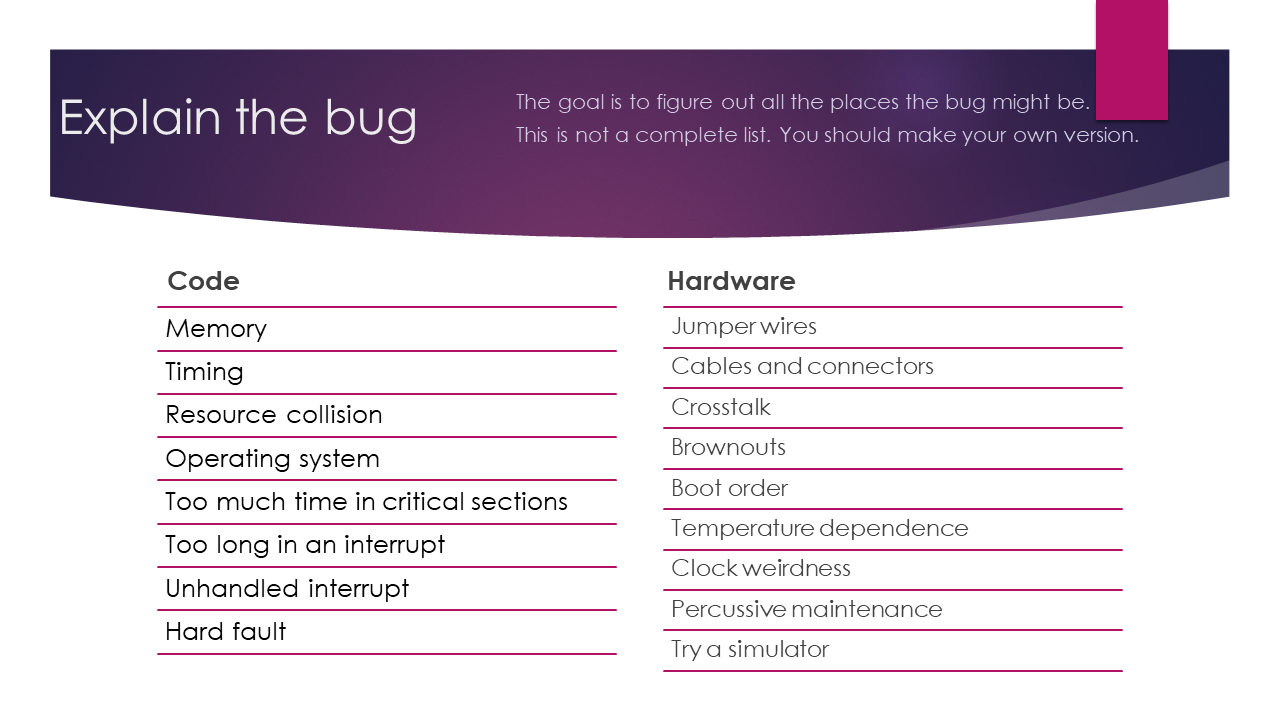 Explain the bug
The goal is to figure out all the places the bug might be.
This is not a complete list. You should make your own version.
Code
Memory
Timing
Resource collision
Operating system
Too much time in critical sections
Too long in an interrupt
Unhandled interrupt
Hard fault
Hardware
Jumper wires
Cables and connectors
Crosstalk
Brownouts
Boot order
Temperature dependence
Clock weirdness
Percussive maintenance
Try a simulator